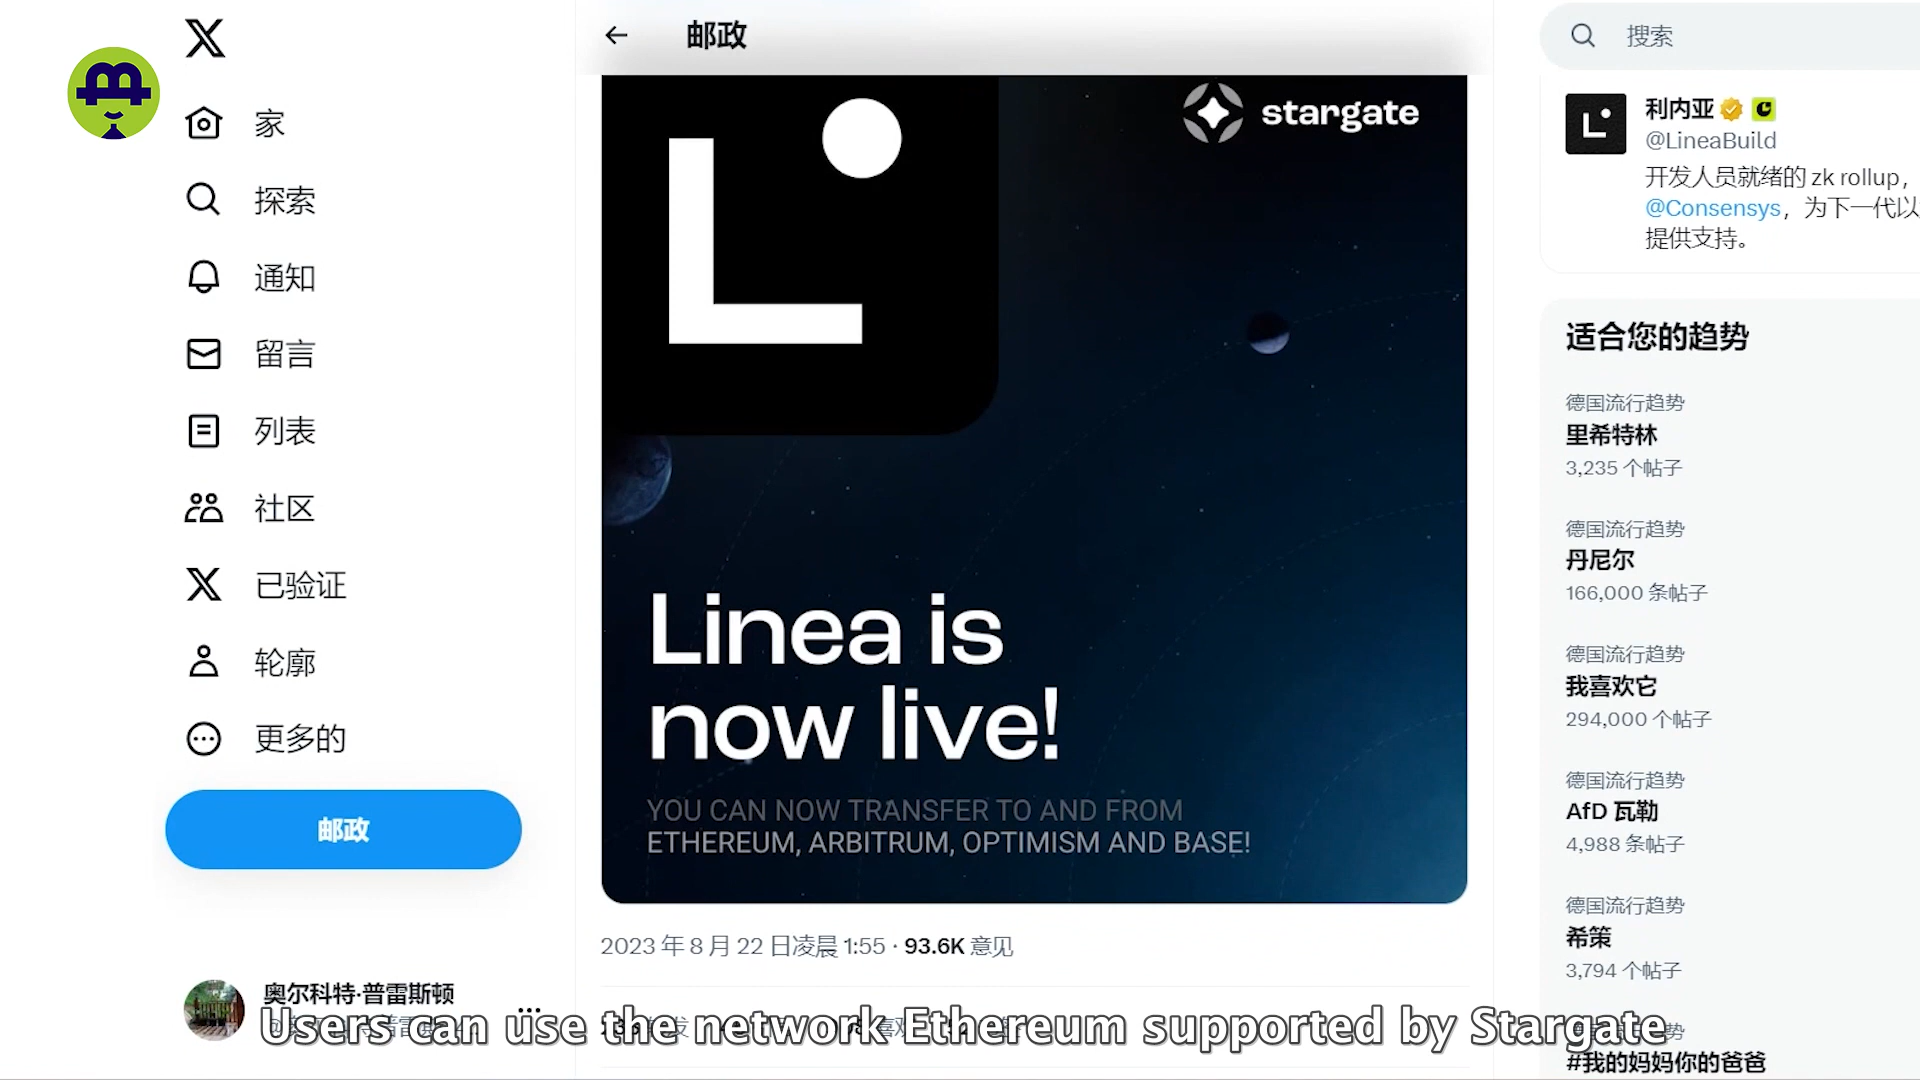 家
探索
通知
留言
列表
社区
已验证
轮廓
更多的
邮政
奥尔科特·普雷斯顿
邮政
stargate
Linea is
now live!
YOU CAN NOW TRANSFER TO AND FROM
ETHEREUM, ARBITRUM, OPTIMISM AND BASE!
2023 年 8 月 22 日凌晨 1:55 · 93.6K 意见
Users can use the network Ethereum supported by Stargate
搜索
利内亚
@LineaBuild
开发人员就绪的 zk rollup，
@Consensys，为下一代以
提供支持。
适合您的趋势
德国流行趋势
里希特林
3,235 个帖子
德国流行趋势
丹尼尔
166,000 条帖子
德国流行趋势
我喜欢它
294,000 个帖子
德国流行趋势
AfD 瓦勒
4,988 条帖子
德国流行趋势
希策
3,794 个帖子
#我的妈妈你的爸爸